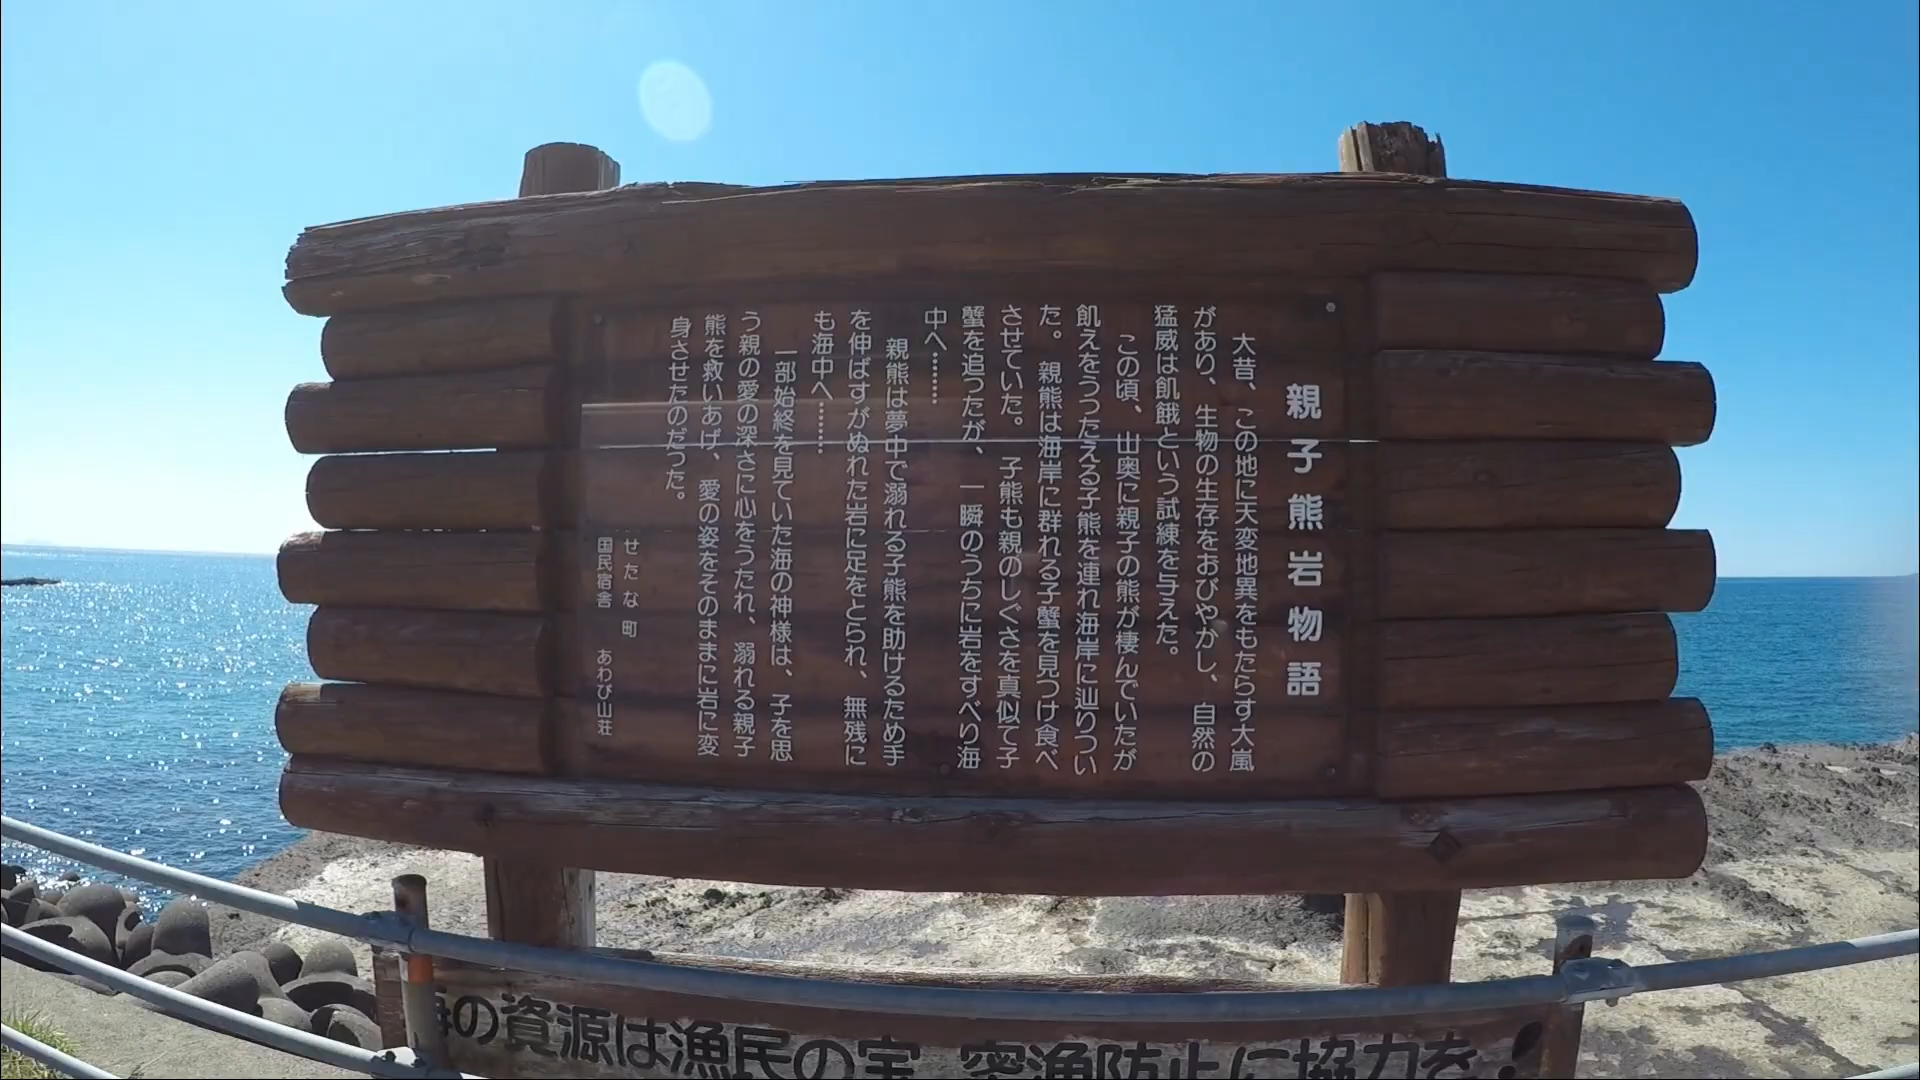 親子熊岩物語
大昔、この地に天変地異をもたらす大嵐
があり、生物の生存をおびやかし、自然の
猛威は飢餓という試練を与えた。
この頃、山奥に親子の熊が棲んでいたが
飢えをうったえる子熊を連れ海岸に辿りつい
た。親熊は海岸に群れる子蟹を見つけ食べ
させていた。子熊も親のしぐさを真似て子
蟹を追ったが、一瞬のうちに岩をすべり海
中へ………
親熊は夢中で溺れる子熊を助けるため手
を伸ばすがぬれた岩に足をとられ、無残に
も海中へ………
一部始終を見ていた海の神様は、子を思
う親の愛の深さに心をうたれ、溺れる親子
熊を救いあげ、愛の姿をそのままに岩に変
身させたのだった。
せたな町
国民宿舎 あわび山荘
海の資源は漁民の宝 密漁防止に協力を！